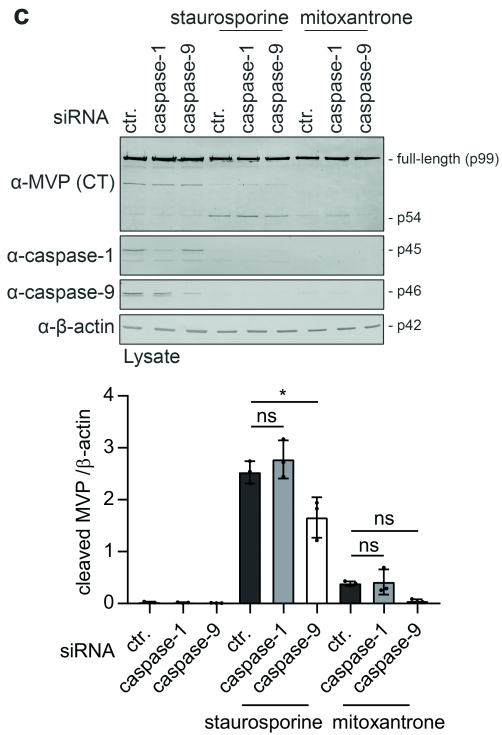 C
staurosporine mitoxantrone
siRNA ctr. caspase-1 caspase-9 ctr. caspase-1 caspase-9 ctr. caspase-1 caspase-9
α-MVP (CT)
- full-length (p99)
- p54
α-caspase-1 - p45
α-caspase-9 - p46
α-β-actin - p42
Lysate
cleaved MVP /β-actin
4
*
ns
3
2
ns
ns
1
0
siRNA ctr. caspase-1 caspase-9 ctr. caspase-1 caspase-9 ctr. caspase-1 caspase-9
staurosporine mitoxantrone